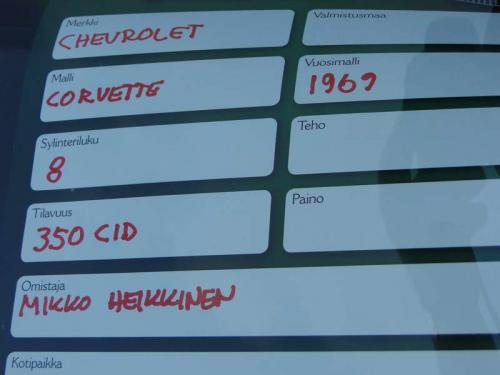 Merkki
CHEVROLET
Valmistusmaa
Malli
CORVETTE
Vuosimalli
1969
Sylinteriluku
8
Teho
Tilavuus
350 CID
Paino
Omistaja
MIKKO HEIKKINEN
Kotipaikka